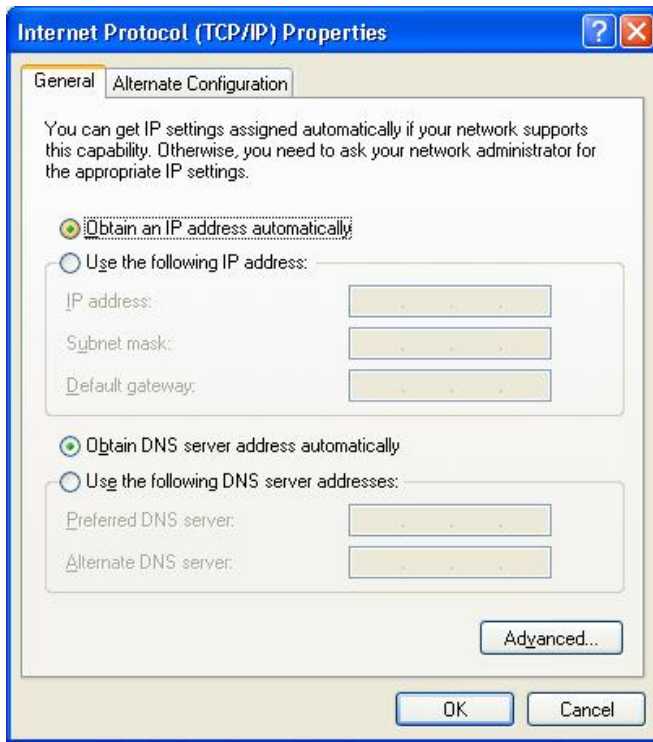 Internet Protocol (TCP/IP) Properties
General
Alternate Configuration
You can get IP settings assigned automatically if your network supports
this capability. Otherwise, you need to ask your network administrator for
the appropriate IP settings.
Obtain an IP address automatically
Use the following IP address:
IP address:
Subnet mask:
Default gateway:
Obtain DNS server address automatically
Use the following DNS server addresses:
Preferred DNS server:
Alternate DNS server:
Advanced...
OK
Cancel